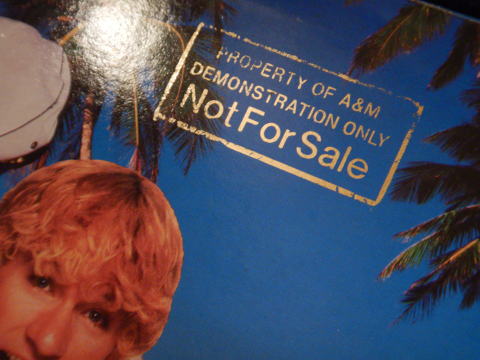 PROPERTY OF A&M
DEMONSTRATION ONLY
Not For Sale